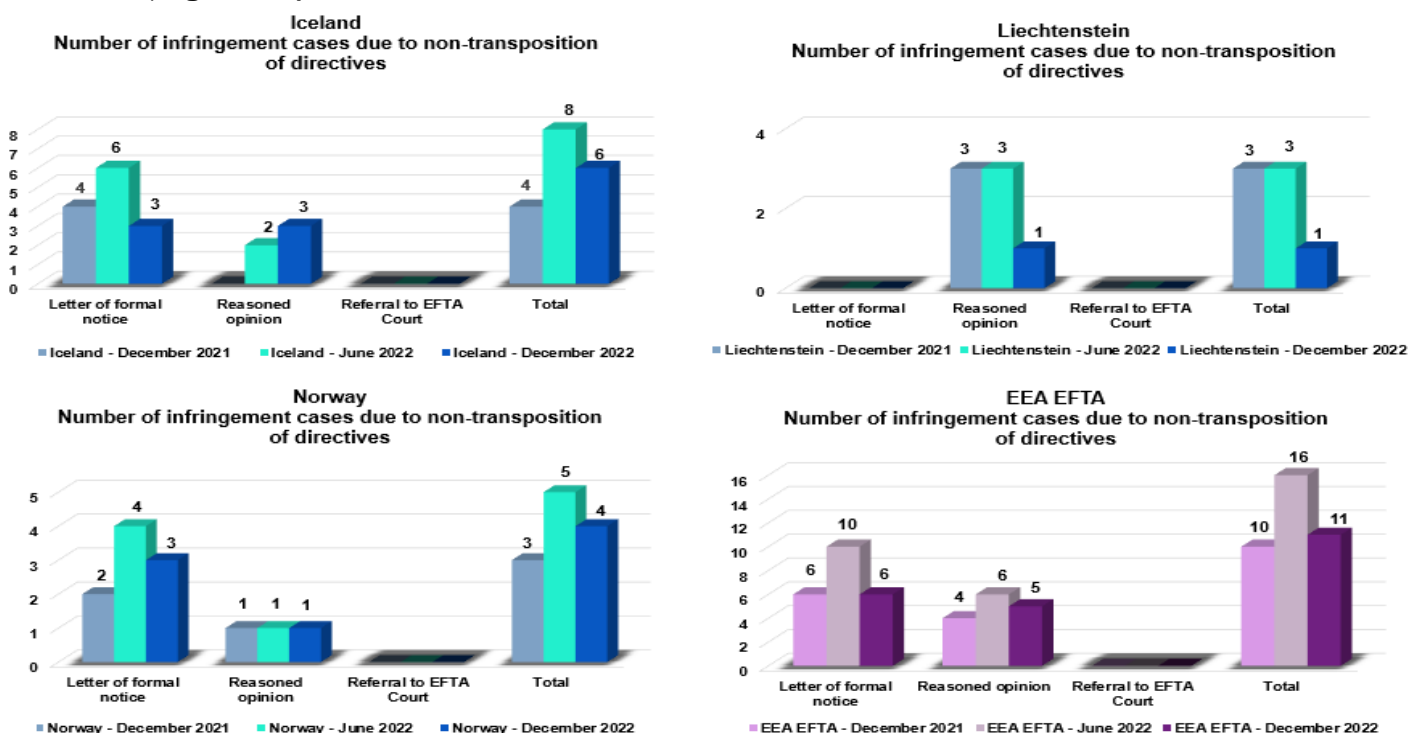 Iceland
Number of infringement cases due to non-transposition
of directives
8
7
6
5
4
3
2
1
0
4
6
3
2
3
4
8
6
Letter of formal
notice
Reasoned
opinion
Referral to EFTA
Court
Total
Iceland - December 2021
Iceland - June 2022
Iceland - December 2022
Liechtenstein
Number of infringement cases due to non-transposition
of directives
4
2
0
3
3
1
3
3
1
Letter of formal
notice
Reasoned
opinion
Referral to EFTA
Court
Total
Liechtenstein - December 2021
Liechtenstein - June 2022
Liechtenstein - December 2022
Norway
Number of infringement cases due to non-transposition
of directives
5
4
3
2
1
0
2
4
3
1
1
1
3
5
4
Letter of formal
notice
Reasoned
opinion
Referral to EFTA
Court
Total
Norway - December 2021
Norway - June 2022
Norway - December 2022
EEA EFTA
Number of infringement cases due to non-transposition
of directives
16
14
12
10
8
6
4
2
0
6
10
6
4
6
5
10
16
11
Letter of formal
notice
Reasoned opinion
Referral to EFTA
Court
Total
EEA EFTA - December 2021
EEA EFTA - June 2022
EEA EFTA - December 2022